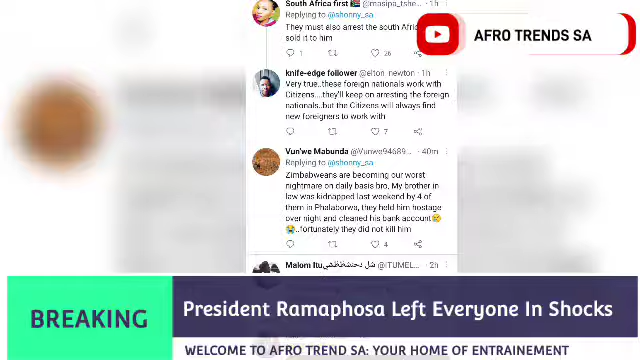 South Africa first 🇿🇦 @masipa_tshe... · 1h
Replying to @shonny_sa
They must also arrest the south Afric
sold it to him
1 26
AFRO TRENDS SA
knife-edge follower @elton_newton · 1h
Very true..these foreign nationals work with
Citizens....they'll keep on arresting the foreign
nationals..but the Citizens will always find
new foreigners to work with
7
Vun'we Mabunda @Vunwe94689... · 40m
Replying to @shonny_sa
Zimbabweans are becoming our worst
nightmare on daily basis bro. My brother in
law was kidnapped last weekend by 4 of
them in Phalaborwa, they held him hostage
over night and cleaned his bank account😢
😭..fortunately they did not kill him
4
Malom Itu @ITUMEL... · 2h
BREAKING
President Ramaphosa Left Everyone In Shocks
WELCOME TO AFRO TREND SA: YOUR HOME OF ENTRAINEMENT